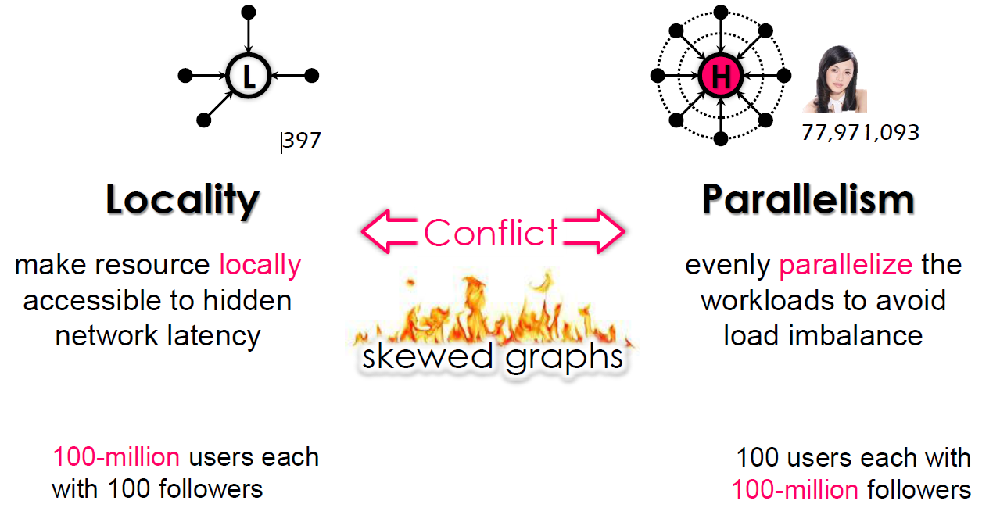 L
H
397
77,971,093
Locality
Parallelism
Conflict
make resource locally
accessible to hidden
network latency
evenly parallelize the
workloads to avoid
load imbalance
skewed graphs
100-million users each
with 100 followers
100 users each with
100-million followers